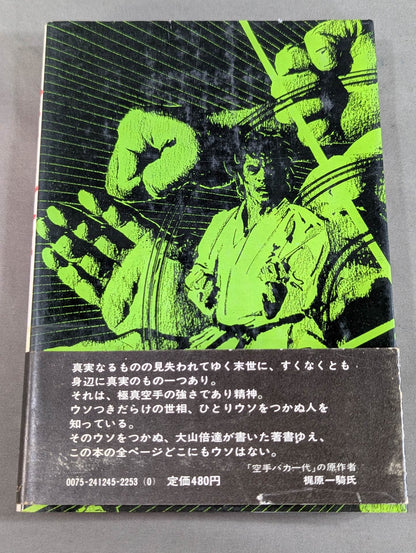 真実なるものの見失われてゆく末世に、すくなくとも
身辺に真実のもの一つあり。
それは、極真空手の強さであり精神。
ウソつきだらけの世相、ひとりウソをつかぬ人を
知っている。
そのウソをつかぬ、大山倍達が書いた著書ゆえ、
この本の全ページどこにもウソはない。
「空手バカ一代」の原作者
梶原一騎氏
0075-241245-2253(0) 定価480円